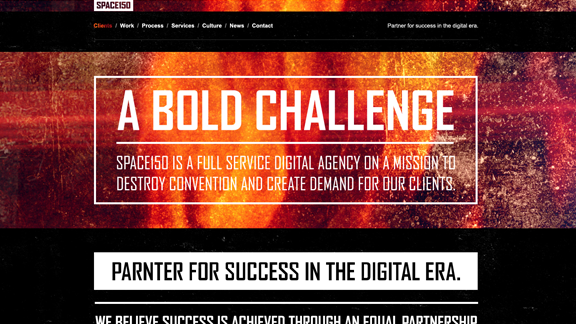 SPACE150
Clients / Work / Process / Services / Culture / News / Contact
Partner for success in the digital era.
A BOLD CHALLENGE
SPACE150 IS A FULL SERVICE DIGITAL AGENCY ON A MISSION TO
DESTROY CONVENTION AND CREATE DEMAND FOR OUR CLIENTS.
PARNTER FOR SUCCESS IN THE DIGITAL ERA.
WE BELIEVE SUCCESS IS ACHIEVED THROUGH AN EQUAL PARTNERSHIP